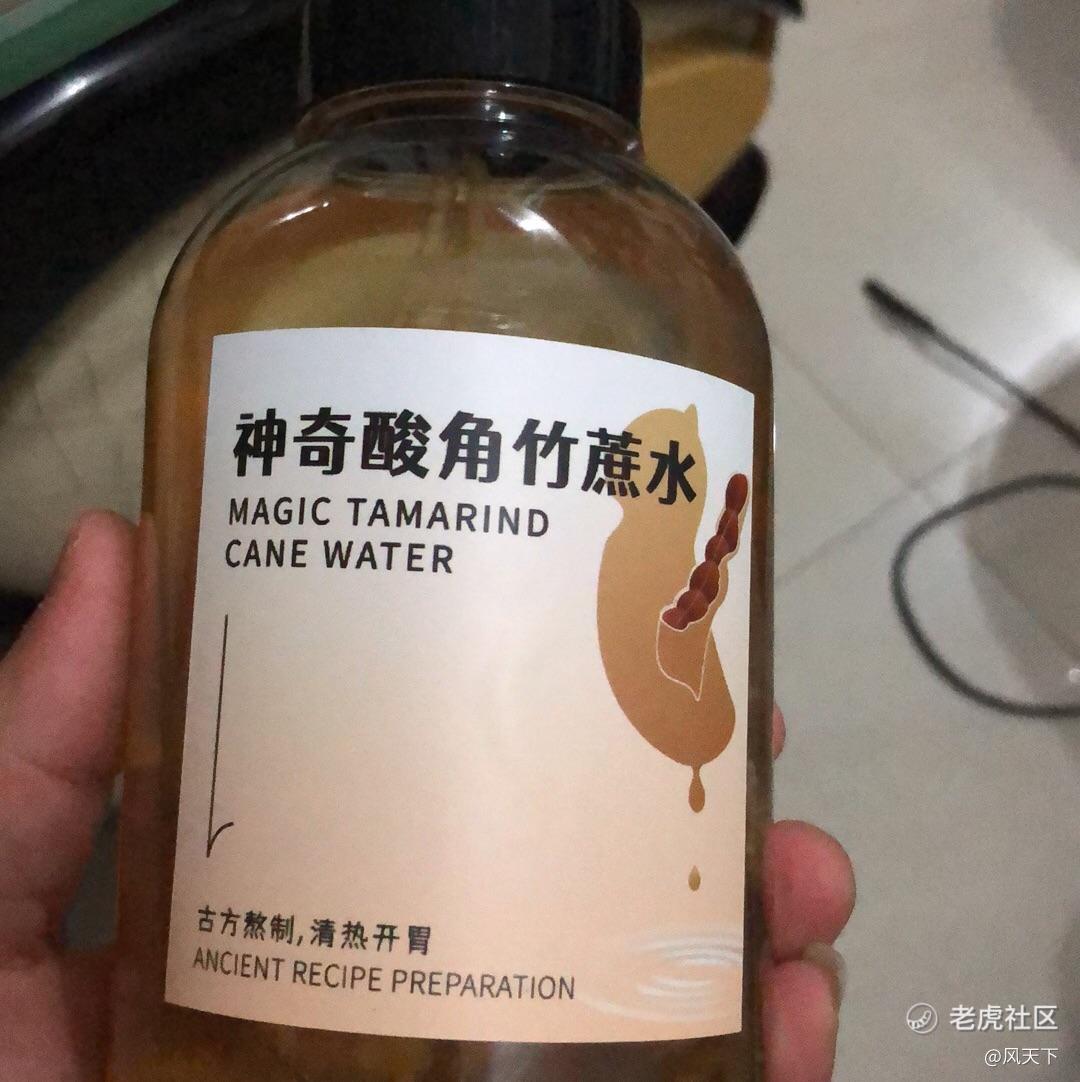 神奇酸角竹蔗水
MAGIC TAMARIND
CANE WATER
古方熬制,清热开胃
ANCIENT RECIPE PREPARATION
老虎社区
@风天下